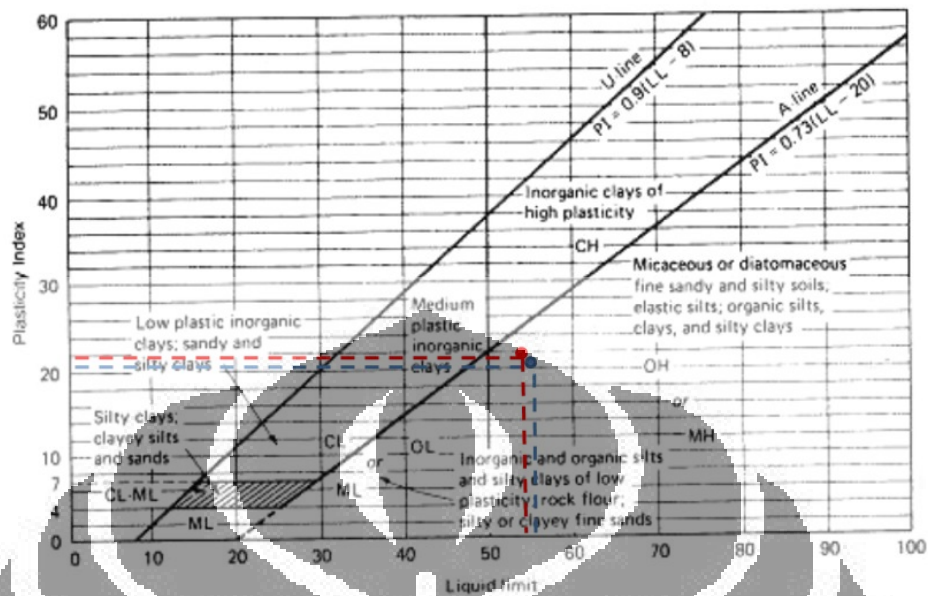 60
50
40
30
20
10
7
4
0
Plasticity Index
U line
PI = 0.9(LL - 8)
A line
PI = 0.73(LL - 20)
Inorganic clays of
high plasticity
CH
Micaceous or diatomaceous
fine sandy and silty soils;
elastic silts; organic silts,
clays, and silty clays
Medium
plastic
inorganic
clays
Low plastic inorganic
clays; sandy and
silty clays
OH
or
MH
Silty clays;
clayey silts
and sands
CL
or
OL
Inorganic and organic silts
and silty clays of low
plasticity; rock flour;
silty or clayey fine sands
CL-ML
ML
ML
0 10 20 30 40 50 60 70 80 90 100
Liquid limit